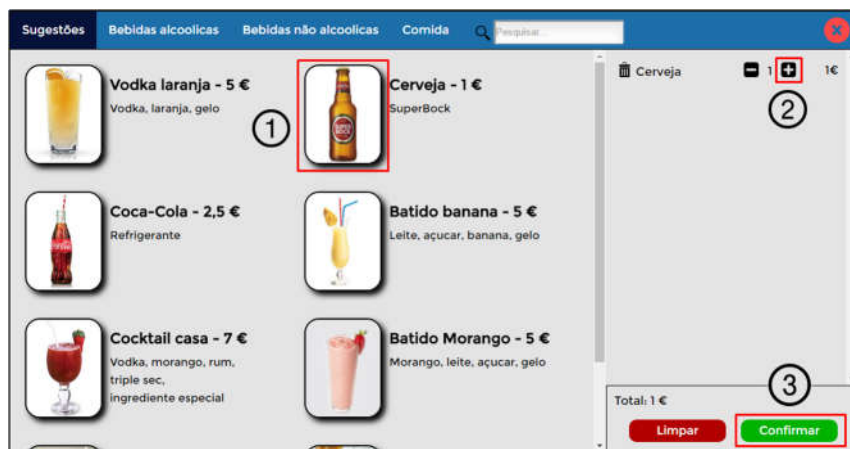 Sugestões Bebidas alcoolicas Bebidas não alcoolicas Comida Pesquisar...
Vodka laranja - 5 €
Vodka, laranja, gelo
1
SUPER BOCK
Cerveja - 1 €
SuperBock
Cerveja 1 1€
2
Coca-Cola - 2,5 €
Refrigerante
Batido banana - 5 €
Leite, açucar, banana, gelo
Cocktail casa - 7 €
Vodka, morango, rum,
triple sec,
ingrediente especial
Batido Morango - 5 €
Morango, leite, açucar, gelo
3
Total: 1 €
Limpar Confirmar